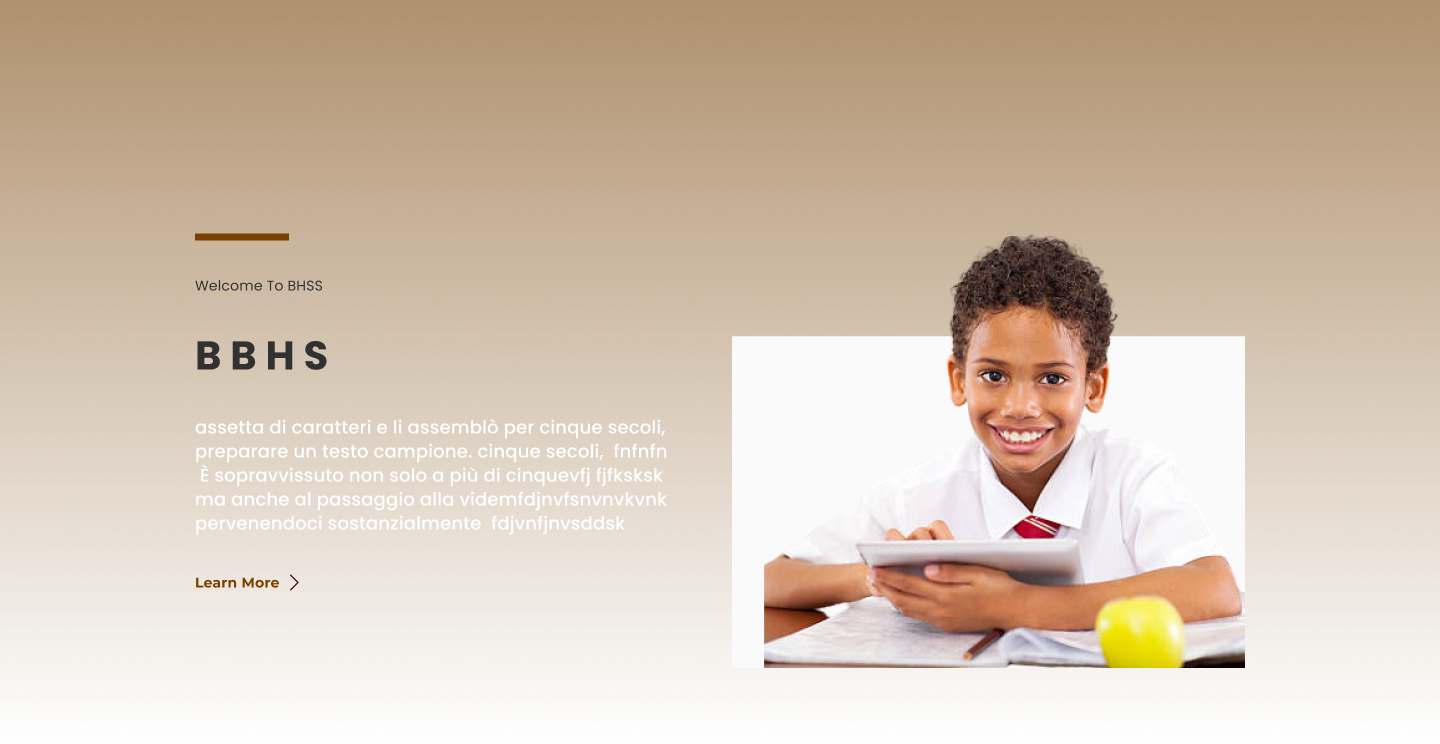 Welcome To BHSS
BBHS
assetta di caratteri e li assemblò per cinque secoli,
preparare un testo campione. cinque secoli, fnfnfn
È sopravvissuto non solo a più di cinquevfj fjfksksk
ma anche al passaggio alla videmfdjnvfsnvnvkvnk
pervenendoci sostanzialmente fdjvnfjnvsddsk
Learn More